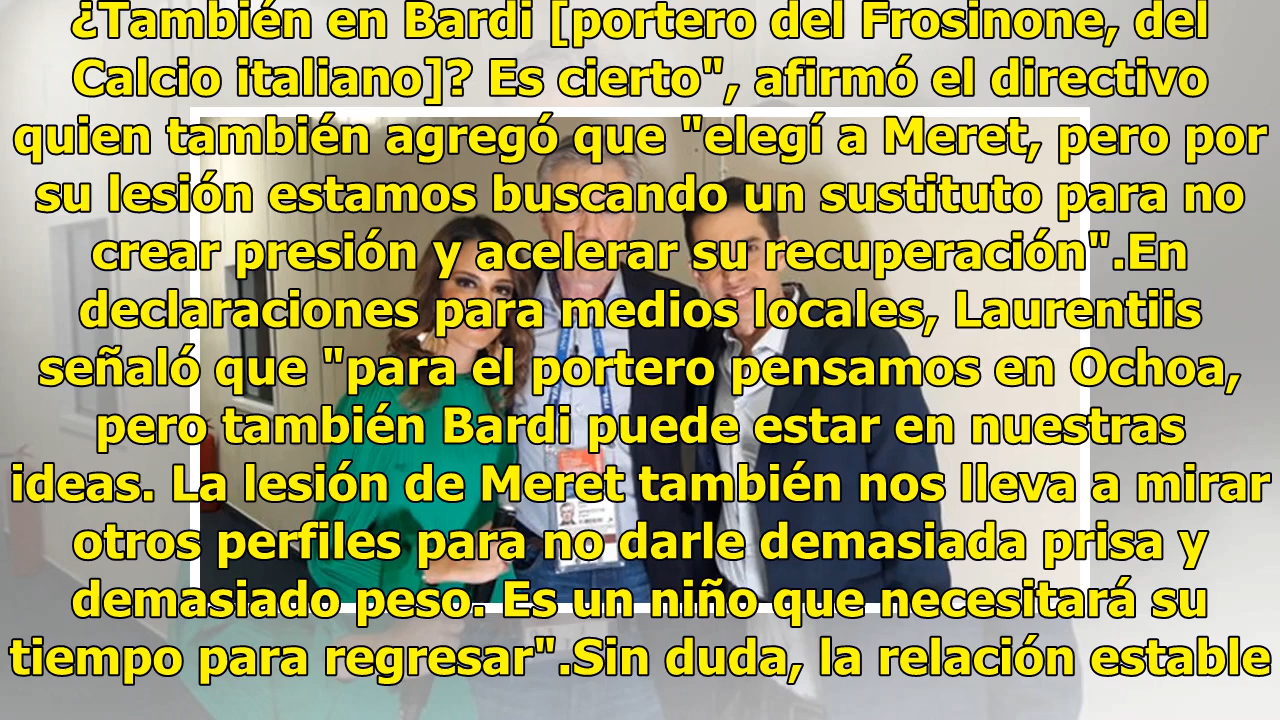 ¿También en Bardi [portero del Frosinone, del
Calcio italiano]? Es cierto", afirmó el directivo
quien también agregó que "elegí a Meret, pero por
su lesión estamos buscando un sustituto para no
crear presión y acelerar su recuperación".En
declaraciones para medios locales, Laurentiis
señaló que "para el portero pensamos en Ochoa,
pero también Bardi puede estar en nuestras
ideas. La lesión de Meret también nos lleva a mirar
otros perfiles para no darle demasiada prisa y
demasiado peso. Es un niño que necesitará su
tiempo para regresar".Sin duda, la relación estable